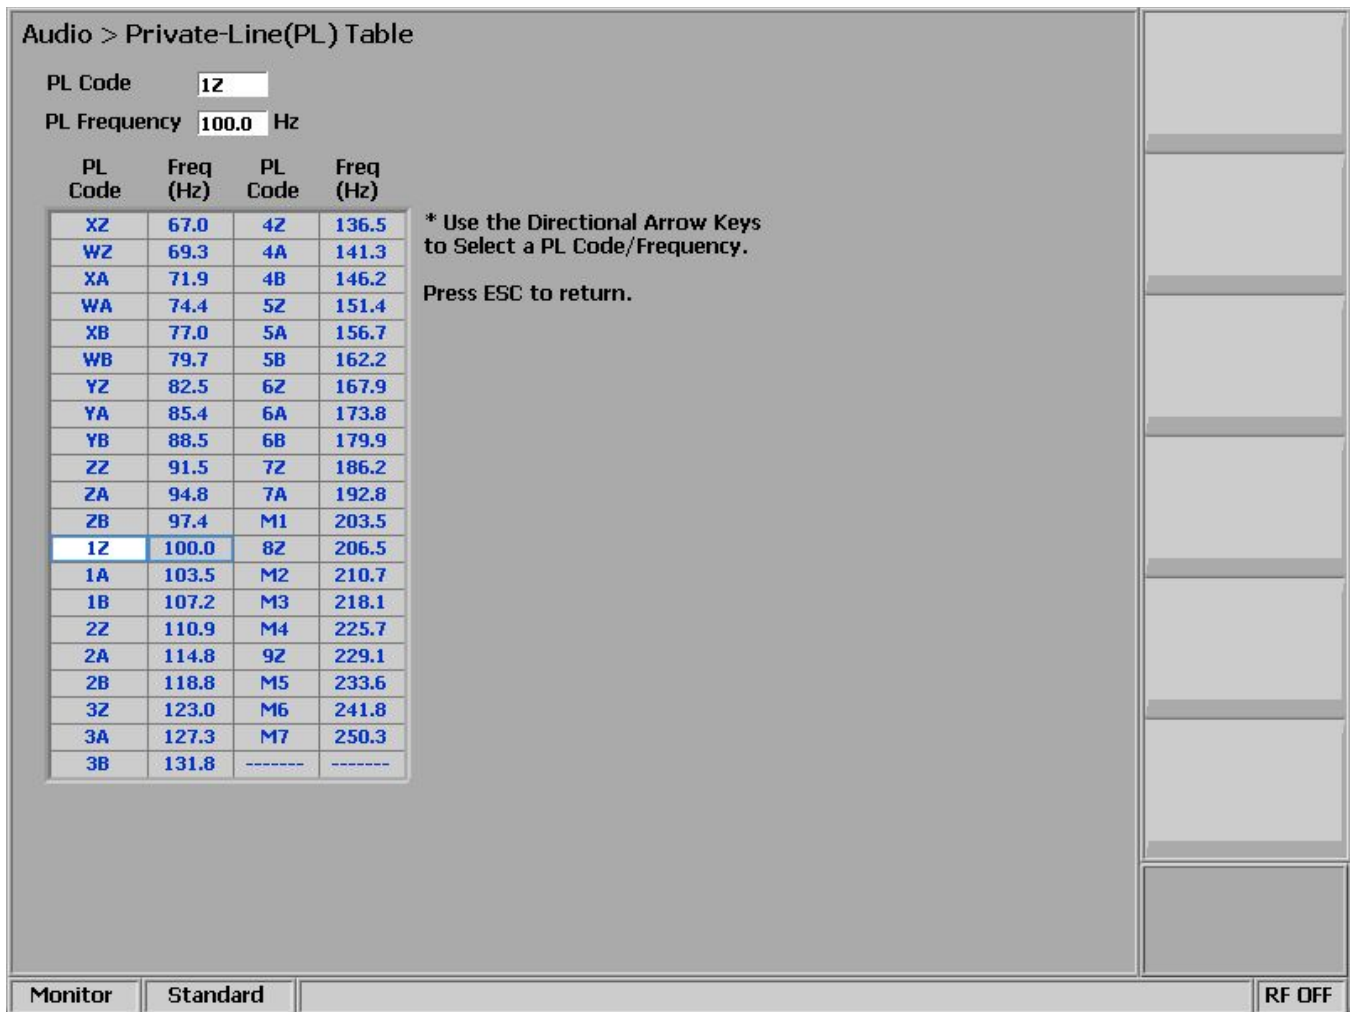 Audio > Private-Line(PL) Table
PL Code 1Z
PL Frequency 100.0 Hz
PL Code Freq (Hz) PL Code Freq (Hz)
XZ 67.0 4Z 136.5
WZ 69.3 4A 141.3
XA 71.9 4B 146.2
WA 74.4 5Z 151.4
XB 77.0 5A 156.7
WB 79.7 5B 162.2
YZ 82.5 6Z 167.9
YA 85.4 6A 173.8
YB 88.5 6B 179.9
ZZ 91.5 7Z 186.2
ZA 94.8 7A 192.8
ZB 97.4 M1 203.5
1Z 100.0 8Z 206.5
1A 103.5 M2 210.7
1B 107.2 M3 218.1
2Z 110.9 M4 225.7
2A 114.8 9Z 229.1
2B 118.8 M5 233.6
3Z 123.0 M6 241.8
3A 127.3 M7 250.3
3B 131.8 ------- -------
* Use the Directional Arrow Keys
to Select a PL Code/Frequency.
Press ESC to return.
Monitor Standard RF OFF